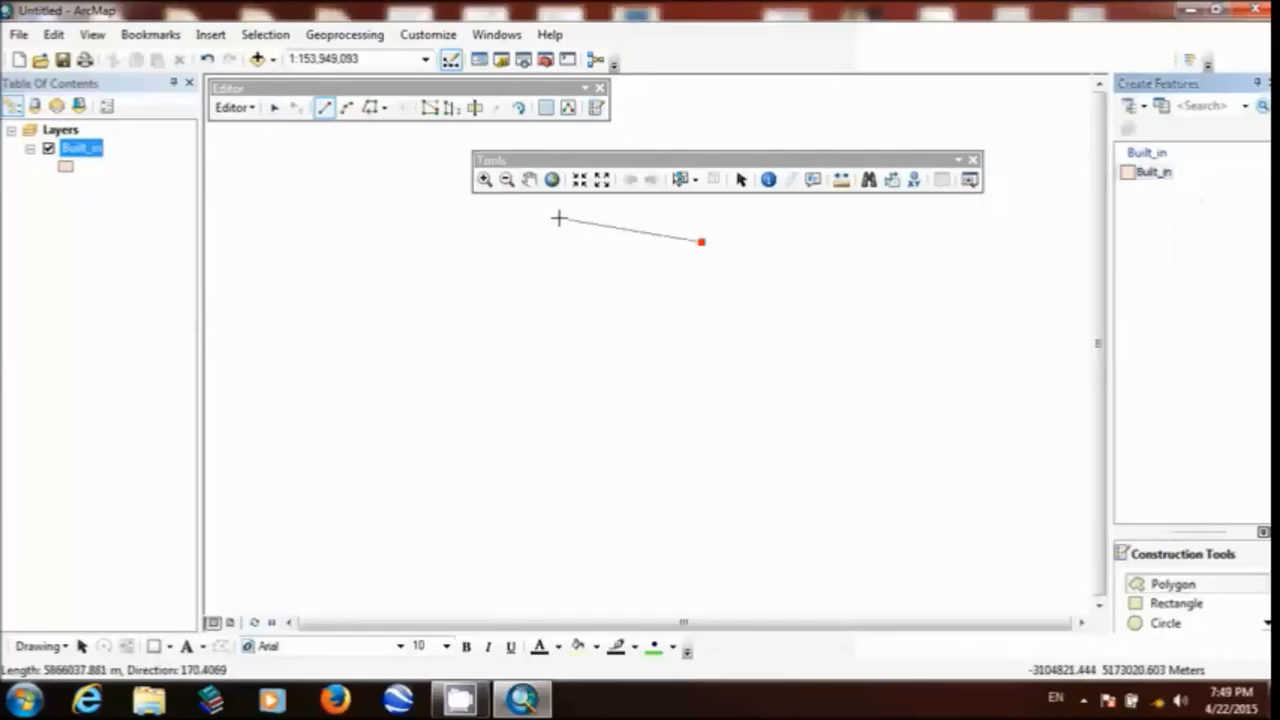 Untitled - ArcMap
File Edit View Bookmarks Insert Selection Geoprocessing Customize Windows Help
1:153,949,093
Table Of Contents
Layers
Built_in
Editor
Editor
Tools
Create Features
<Search>
Built_in
Built_in
Construction Tools
Polygon
Rectangle
Circle
Drawing A Arial 10 B I U A
Length: 5866037.881 m, Direction: 170.4069
-3104821.444 5173020.603 Meters
EN
7:49 PM
4/22/2015